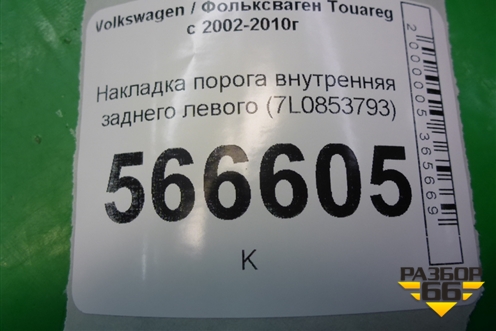 Volkswagen / Фольксваген Touareg
с 2002-2010г
Накладка порога внутренняя
заднего левого (7L0853793)
566605
К
2000005365669
РАЗБОР
66